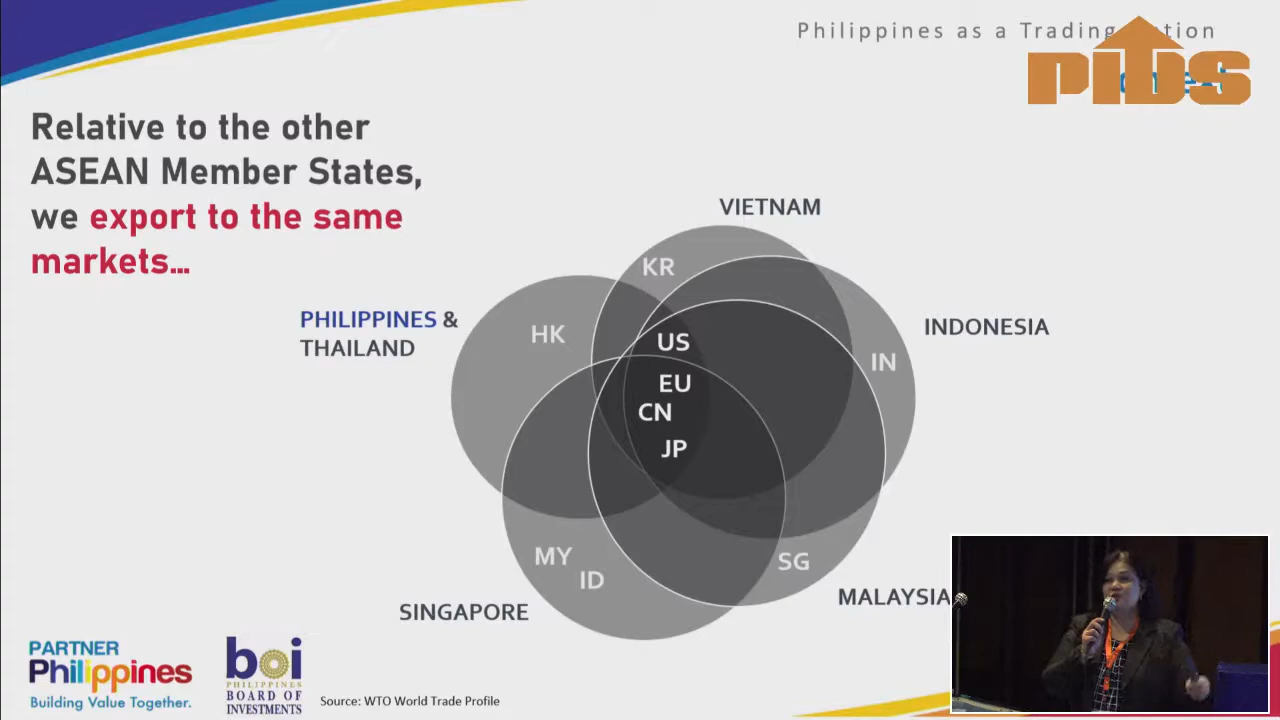 Philippines as a Trading
PIDS
Relative to the other
ASEAN Member States,
we export to the same
markets...
VIETNAM
KR
PHILIPPINES &
THAILAND
HK
US
INDONESIA
IN
EU
CN
JP
MY
ID
SG
SINGAPORE
MALAYSIA
PARTNER
Philippines
Building Value Together.
boi
PHILIPPINES
BOARD OF
INVESTMENTS
Source: WTO World Trade Profile